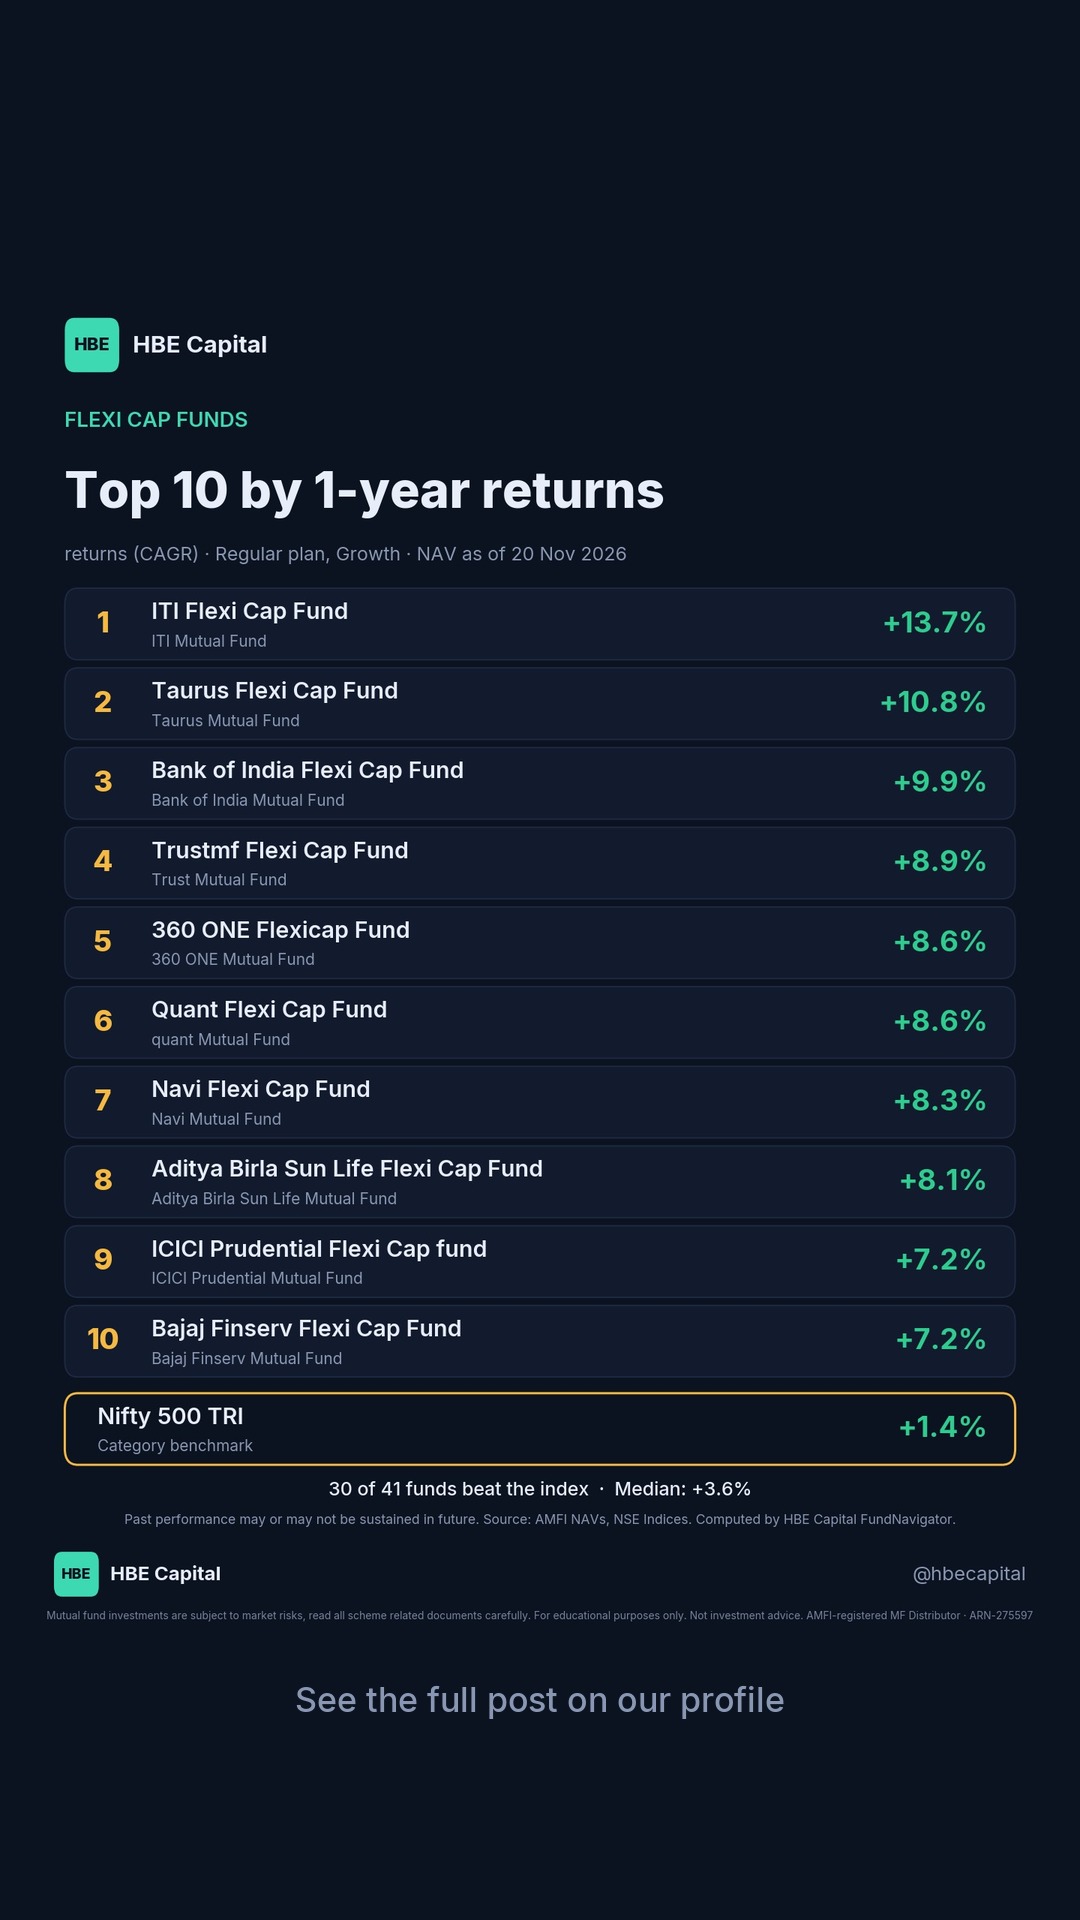 HBE HBE Capital
FLEXI CAP FUNDS
Top 10 by 1-year returns
returns (CAGR) · Regular plan, Growth · NAV as of 20 Nov 2026
1 ITI Flexi Cap Fund +13.7%
ITI Mutual Fund
2 Taurus Flexi Cap Fund +10.8%
Taurus Mutual Fund
3 Bank of India Flexi Cap Fund +9.9%
Bank of India Mutual Fund
4 Trustmf Flexi Cap Fund +8.9%
Trust Mutual Fund
5 360 ONE Flexicap Fund +8.6%
360 ONE Mutual Fund
6 Quant Flexi Cap Fund +8.6%
quant Mutual Fund
7 Navi Flexi Cap Fund +8.3%
Navi Mutual Fund
8 Aditya Birla Sun Life Flexi Cap Fund +8.1%
Aditya Birla Sun Life Mutual Fund
9 ICICI Prudential Flexi Cap fund +7.2%
ICICI Prudential Mutual Fund
10 Bajaj Finserv Flexi Cap Fund +7.2%
Bajaj Finserv Mutual Fund
Nifty 500 TRI +1.4%
Category benchmark
30 of 41 funds beat the index · Median: +3.6%
Past performance may or may not be sustained in future. Source: AMFI NAVs, NSE Indices. Computed by HBE Capital FundNavigator.
HBE HBE Capital @hbecapital
Mutual fund investments are subject to market risks, read all scheme related documents carefully. For educational purposes only. Not investment advice. AMFI-registered MF Distributor · ARN-275597
See the full post on our profile